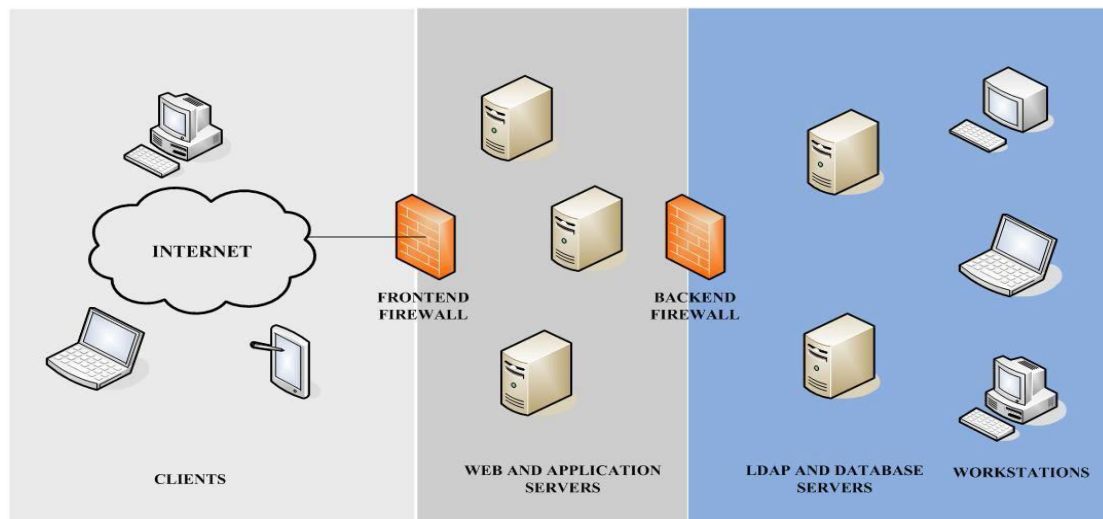 INTERNET
FRONTEND
FIREWALL
BACKEND
FIREWALL
CLIENTS
WEB AND APPLICATION
SERVERS
LDAP AND DATABASE
SERVERS
WORKSTATIONS